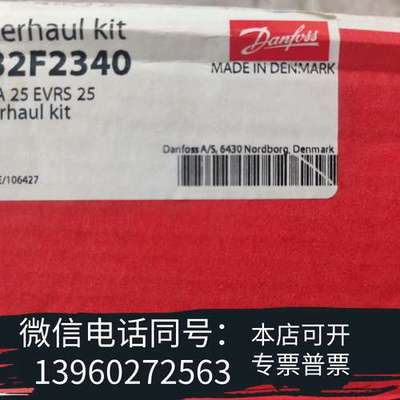 erhaul kit
32F2340
A 25 EVRS 25
rhaul kit
E/106427
Danfoss
MADE IN DENMARK
Danfoss A/S, 6430 Nordborg, Denmark
微信电话同号：
13960272563
本店可开
专票普票